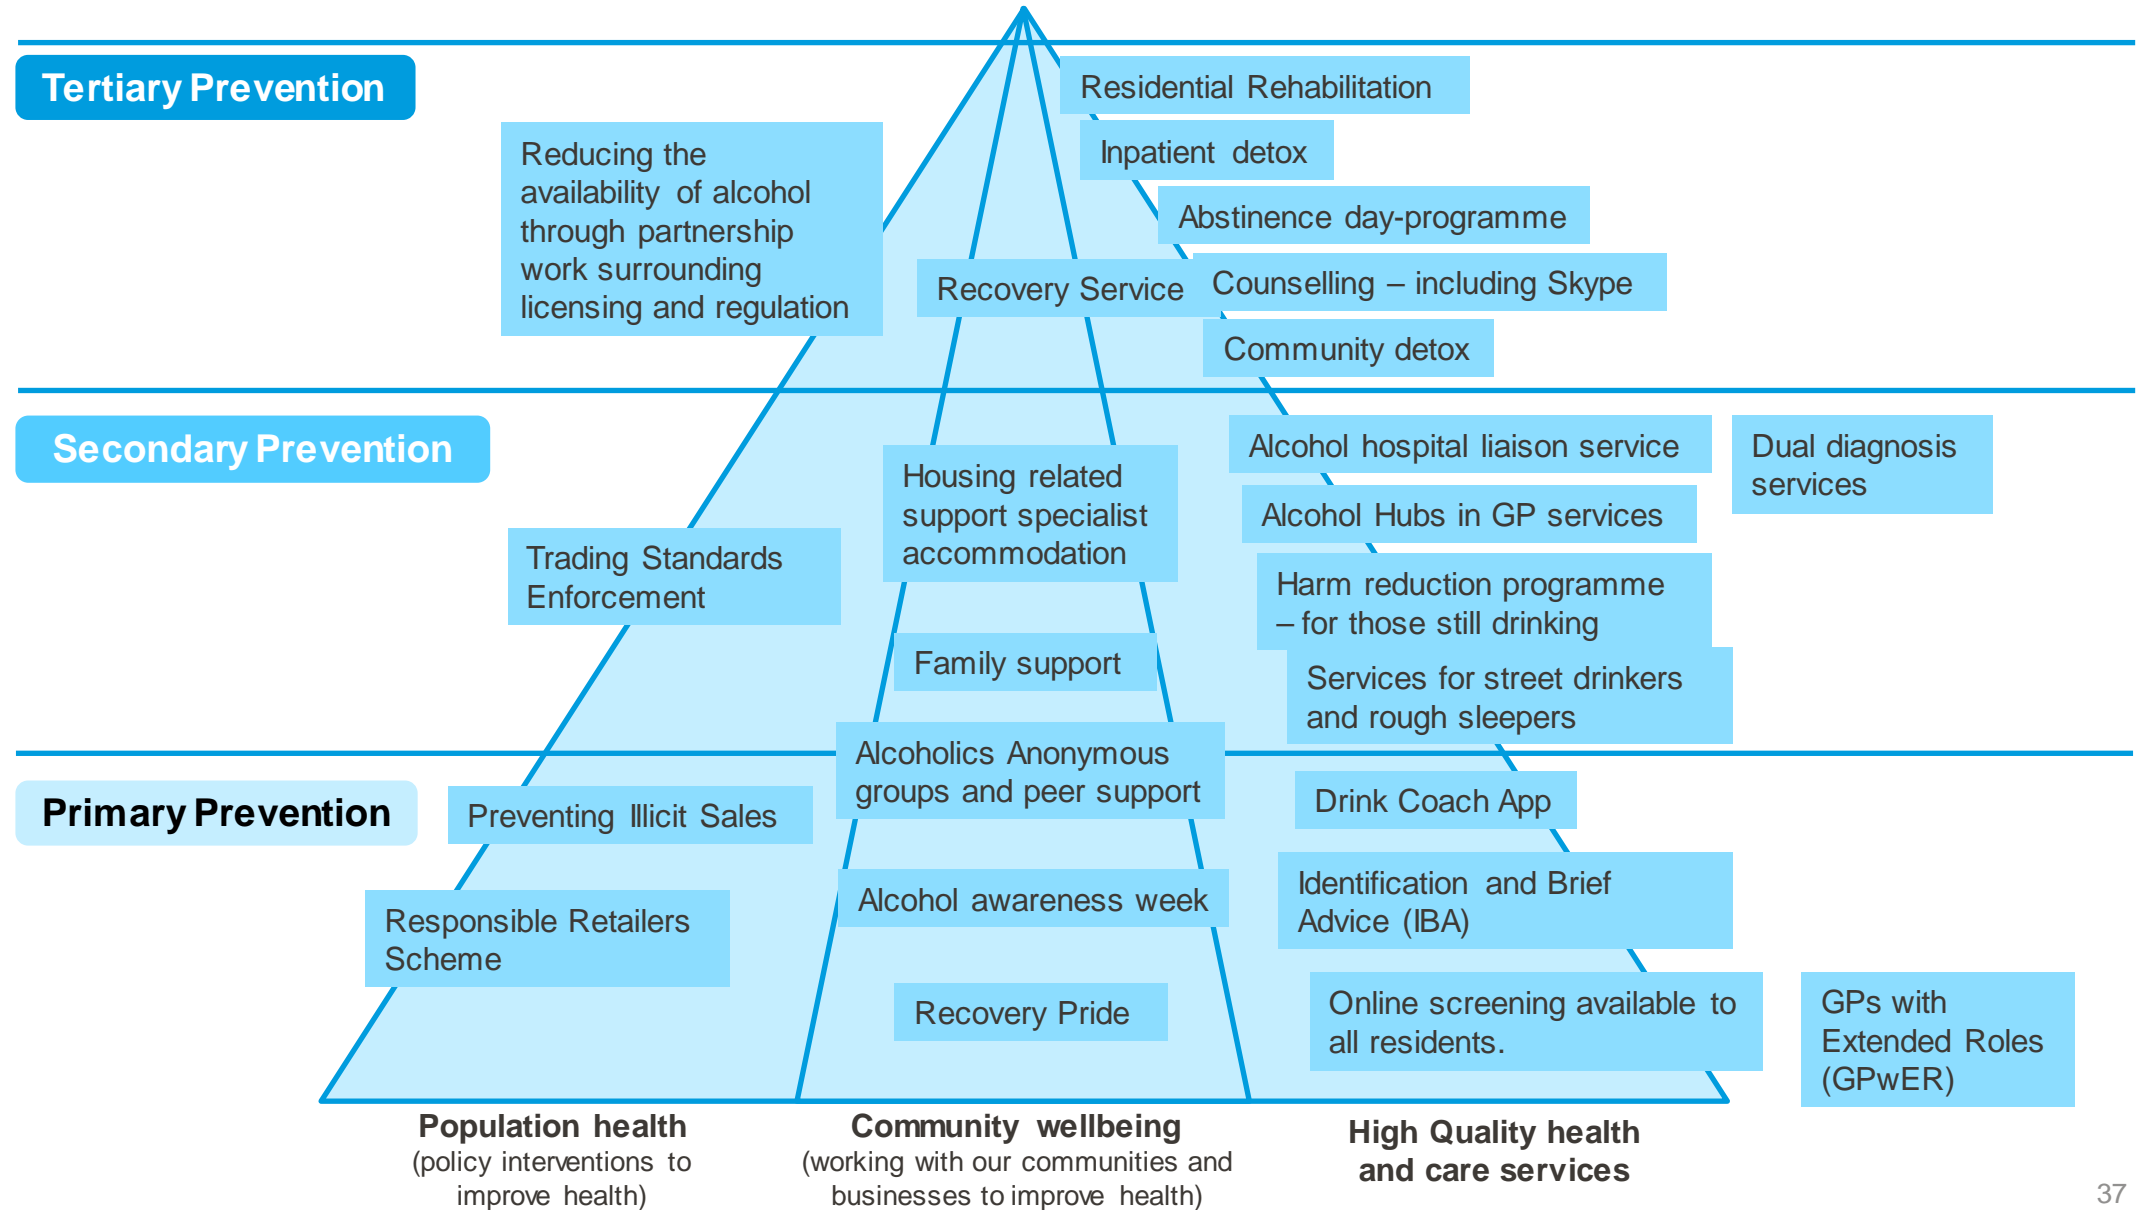 Tertiary Prevention
Residential Rehabilitation
Inpatient detox
Reducing the
availability of alcohol
through partnership
work surrounding
licensing and regulation
Abstinence day-programme
Recovery Service
Counselling – including Skype
Community detox
Secondary Prevention
Alcohol hospital liaison service
Dual diagnosis
services
Housing related
support specialist
accommodation
Alcohol Hubs in GP services
Trading Standards
Enforcement
Harm reduction programme
– for those still drinking
Family support
Services for street drinkers
and rough sleepers
Alcoholics Anonymous
groups and peer support
Primary Prevention
Preventing Illicit Sales
Drink Coach App
Responsible Retailers
Scheme
Alcohol awareness week
Identification and Brief
Advice (IBA)
Recovery Pride
Online screening available to
all residents.
GPs with
Extended Roles
(GPwER)
Population health
(policy interventions to
improve health)
Community wellbeing
(working with our communities and
businesses to improve health)
High Quality health
and care services
37